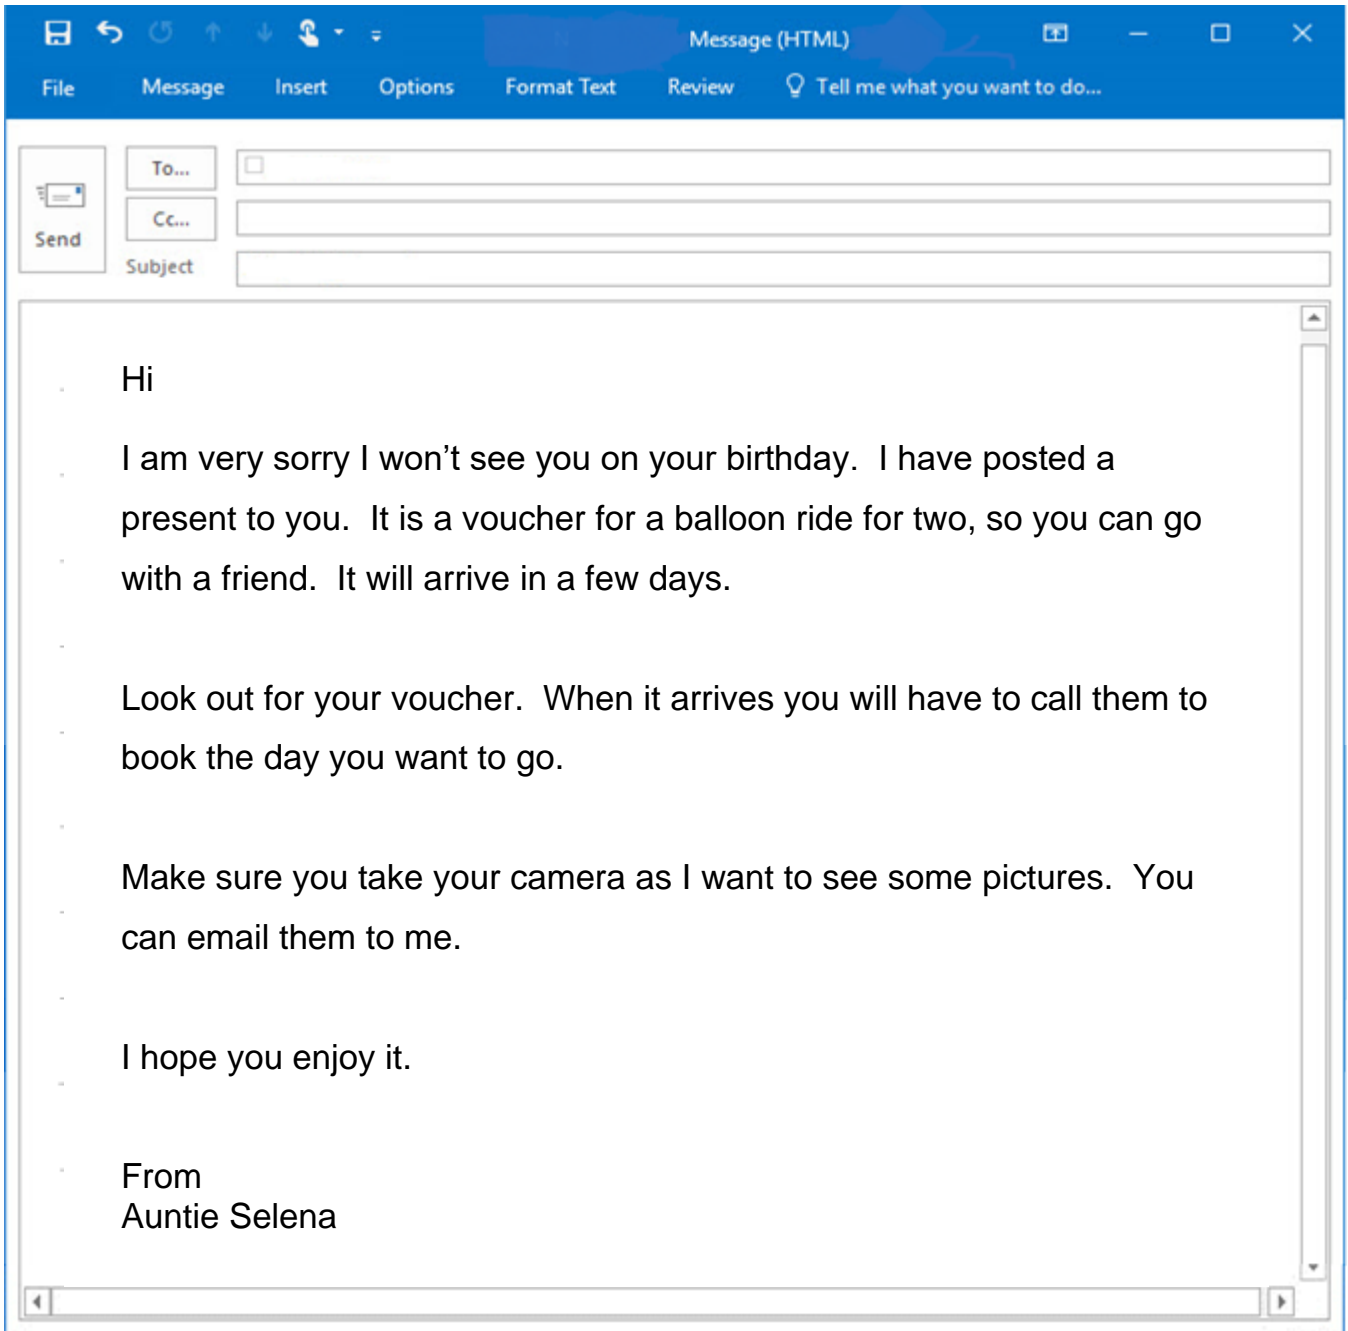 Message (HTML)
File Message Insert Options Format Text Review Tell me what you want to do...
To...
Cc...
Send
Subject
Hi
I am very sorry I won’t see you on your birthday.  I have posted a
present to you.  It is a voucher for a balloon ride for two, so you can go
with a friend.  It will arrive in a few days.
Look out for your voucher.  When it arrives you will have to call them to
book the day you want to go.
Make sure you take your camera as I want to see some pictures.  You
can email them to me.
I hope you enjoy it.
From
Auntie Selena